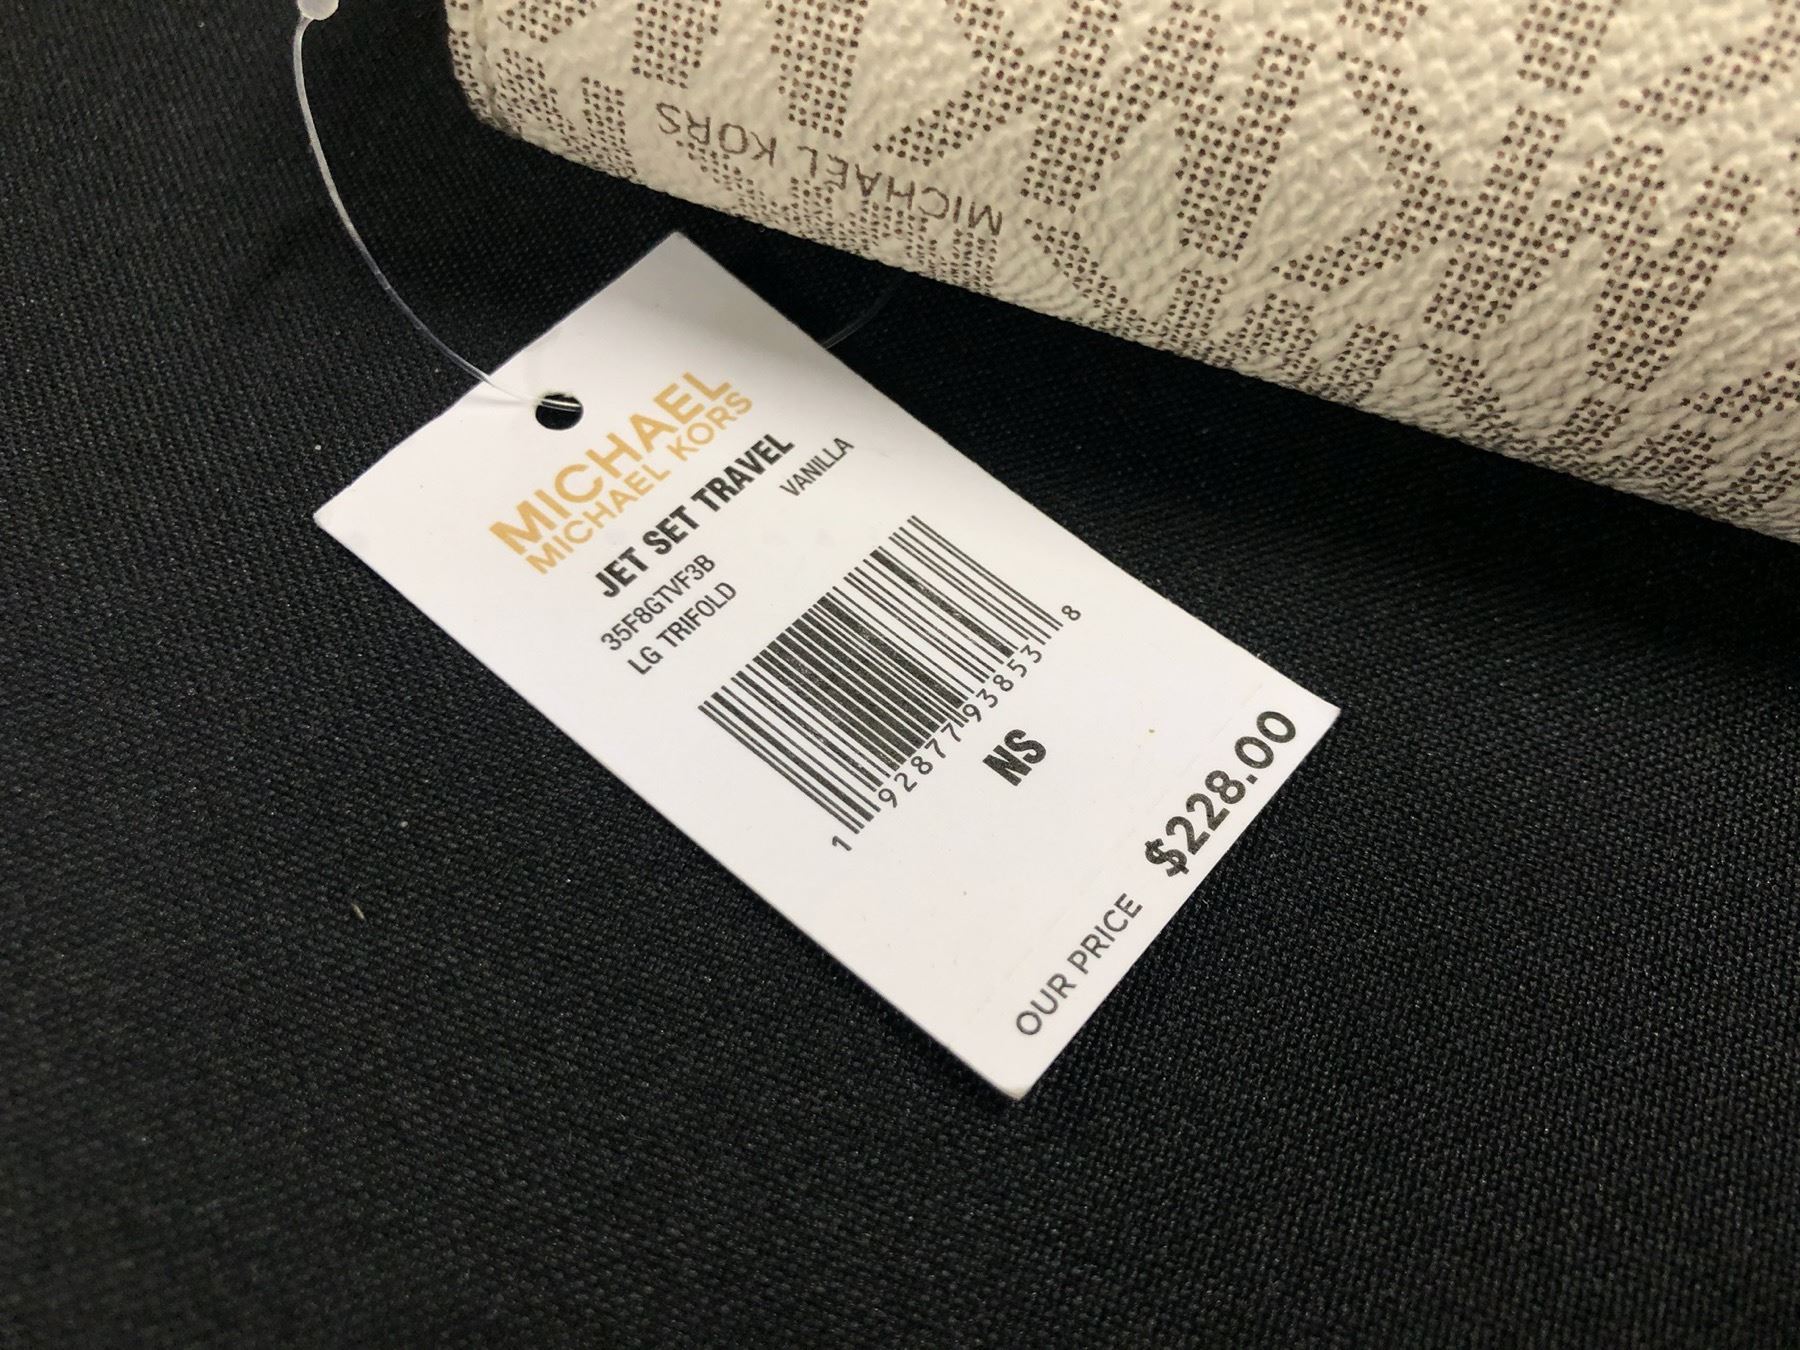 MICHAEL KORS
MICHAEL
MICHAEL KORS
JET SET TRAVEL
VANILLA
35F8GTVF3B
LG TRIFOLD
1 92877 93853 8
NS
OUR PRICE $228.00